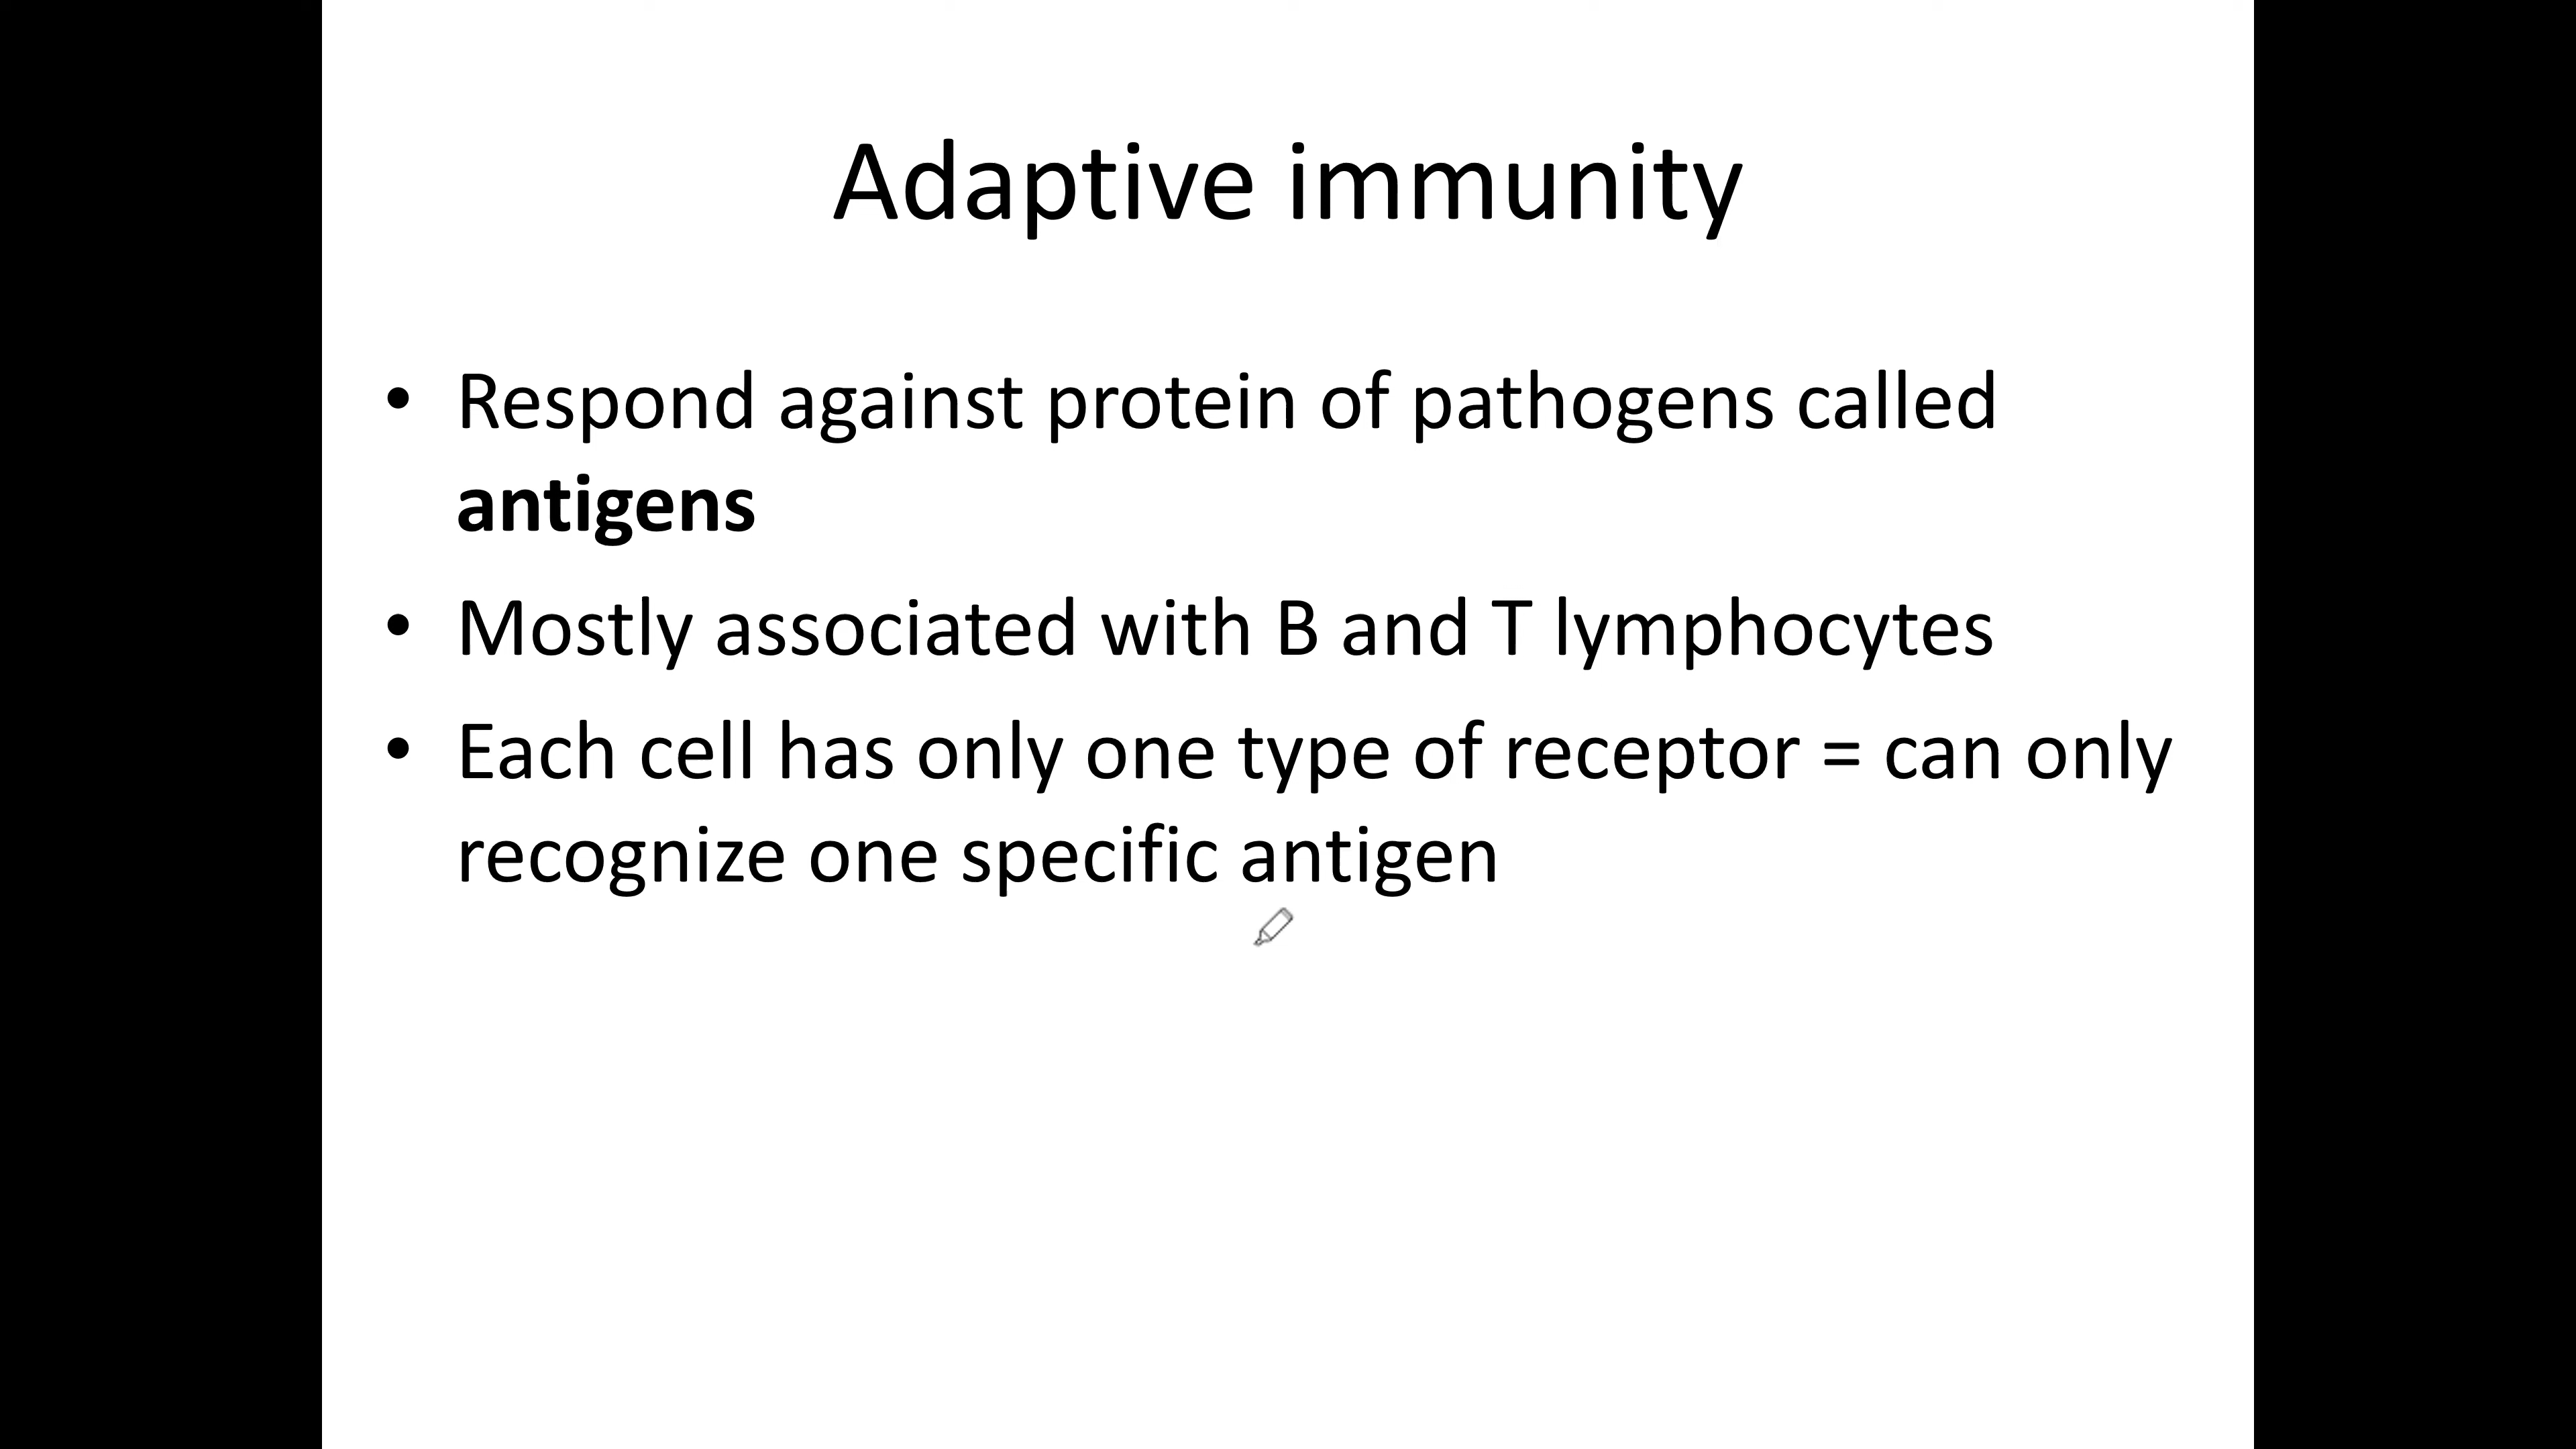 Adaptive immunity
• Respond against protein of pathogens called
antigens
• Mostly associated with B and T lymphocytes
• Each cell has only one type of receptor = can only
recognize one specific antigen